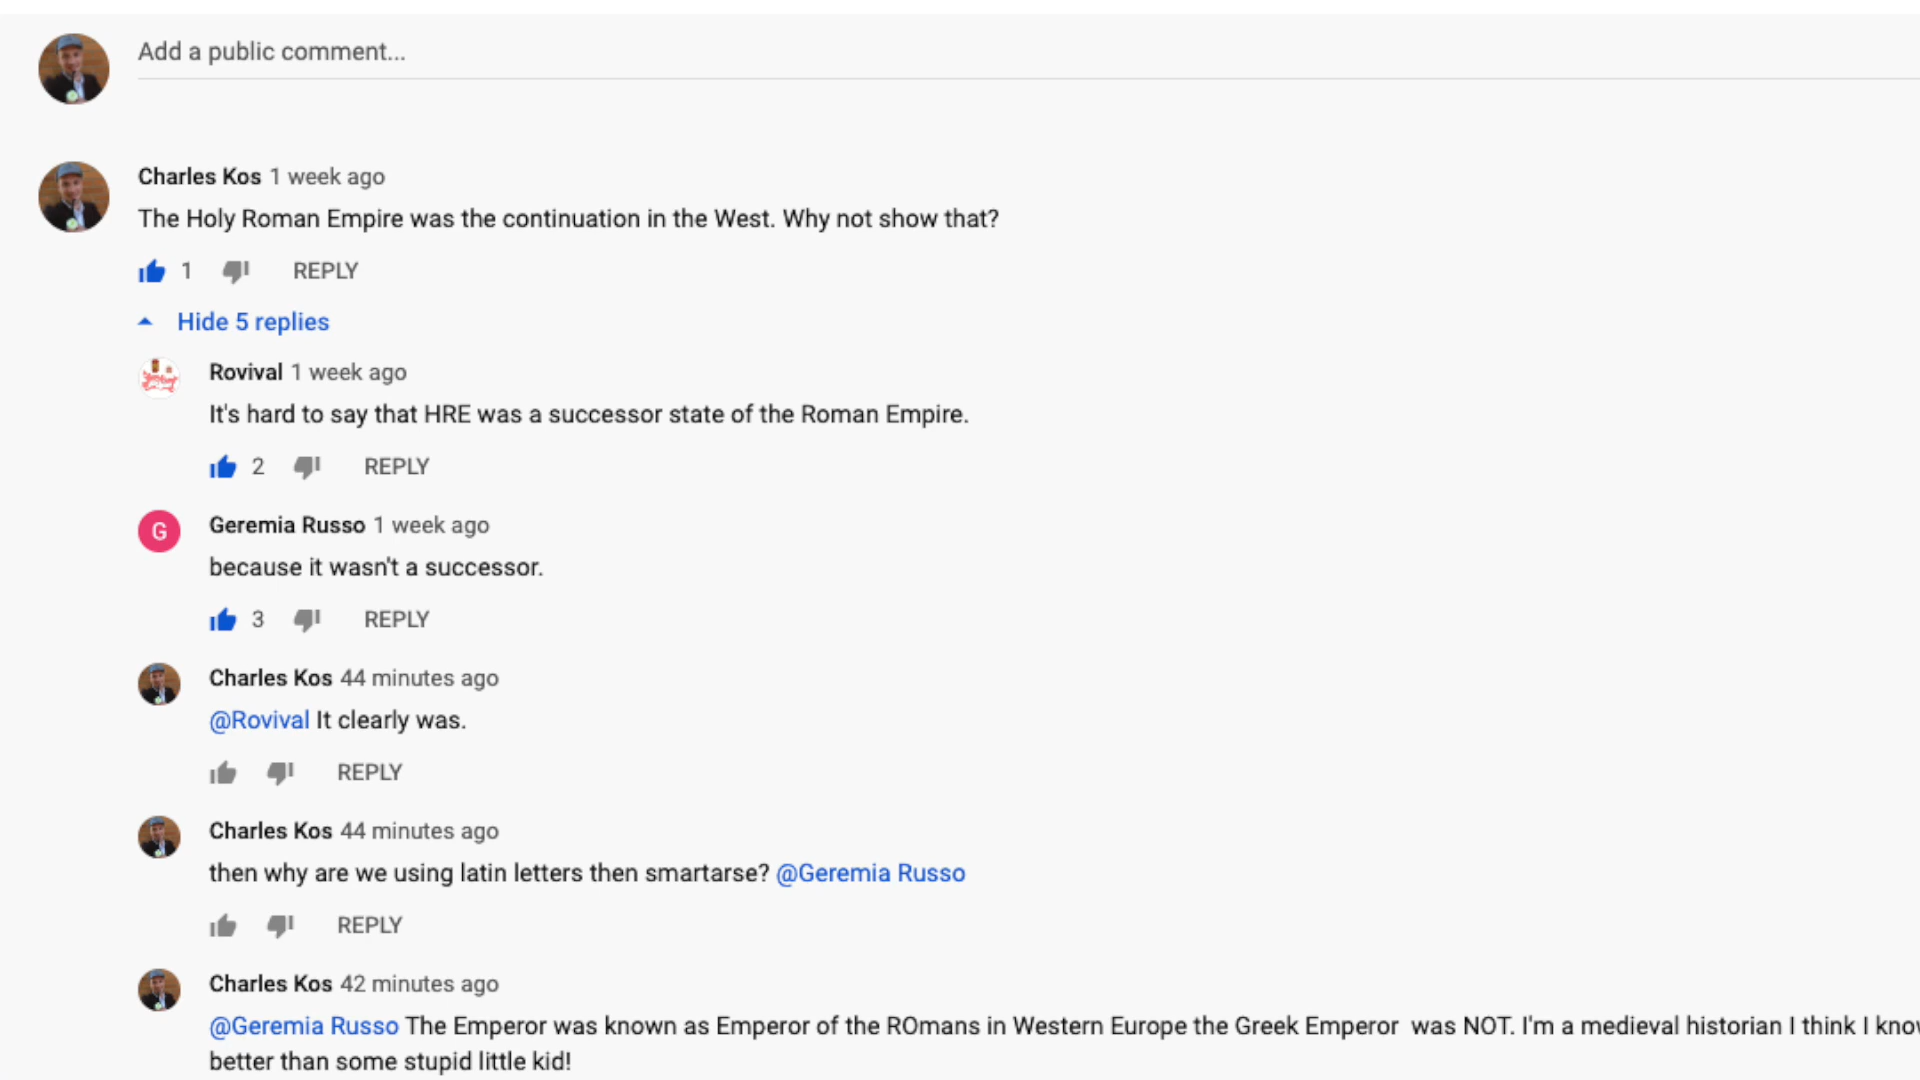 Add a public comment...
Charles Kos 1 week ago
The Holy Roman Empire was the continuation in the West. Why not show that?
1 REPLY
Hide 5 replies
Rovival 1 week ago
It's hard to say that HRE was a successor state of the Roman Empire.
2 REPLY
G
Geremia Russo 1 week ago
because it wasn't a successor.
3 REPLY
Charles Kos 44 minutes ago
@Rovival It clearly was.
REPLY
Charles Kos 44 minutes ago
then why are we using latin letters then smartarse? @Geremia Russo
REPLY
Charles Kos 42 minutes ago
@Geremia Russo The Emperor was known as Emperor of the ROmans in Western Europe the Greek Emperor was NOT. I'm a medieval historian I think I know
better than some stupid little kid!